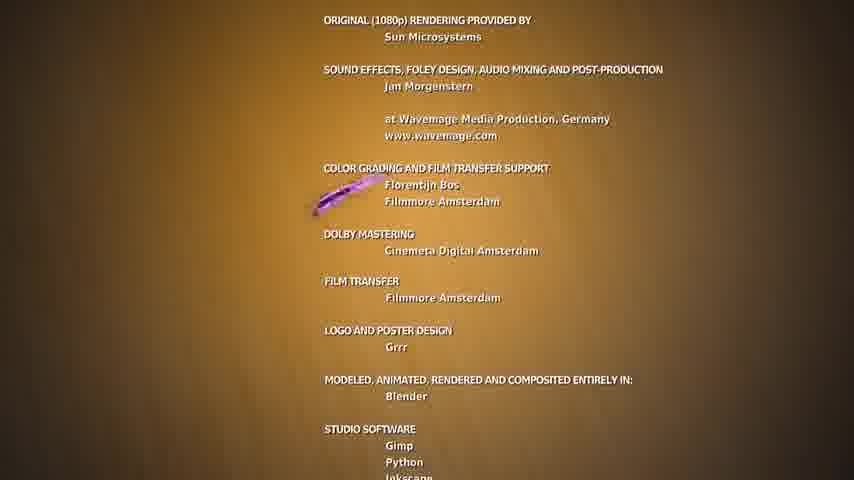 ORIGINAL (1080p) RENDERING PROVIDED BY
Sun Microsystems
SOUND EFFECTS, FOLEY DESIGN, AUDIO MIXING AND POST-PRODUCTION
Jan Morgenstern
at Wavemage Media Production, Germany
www.wavemage.com
COLOR GRADING AND FILM TRANSFER SUPPORT
Florentijn Bos
Filmmore Amsterdam
DOLBY MASTERING
Cinemeta Digital Amsterdam
FILM TRANSFER
Filmmore Amsterdam
LOGO AND POSTER DESIGN
Grrr
MODELED, ANIMATED, RENDERED AND COMPOSITED ENTIRELY IN:
Blender
STUDIO SOFTWARE
Gimp
Python
Inkscape